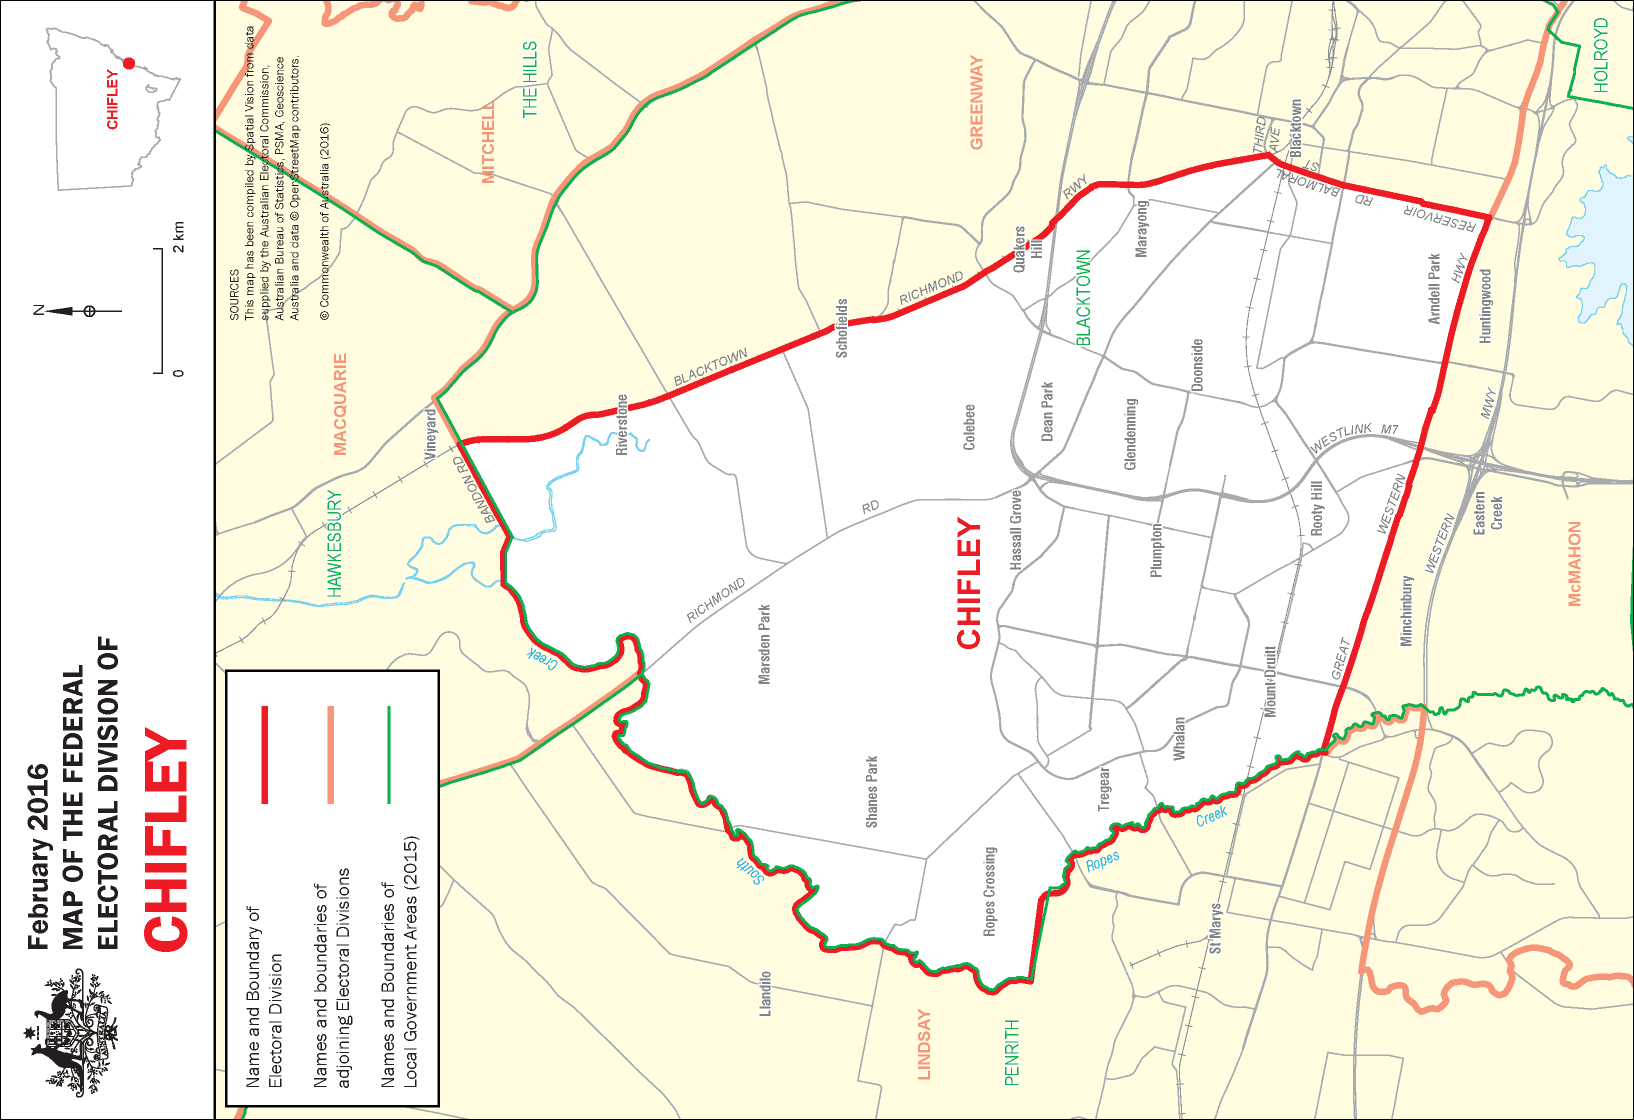 February 2016
MAP OF THE FEDERAL
ELECTORAL DIVISION OF
CHIFLEY
N
0
2 km
CHIFLEY
Name and Boundary of
Electoral Division
Names and boundaries of
adjoining Electoral Divisions
Names and Boundaries of
Local Government Areas (2015)
SOURCES
This map has been compiled by Spatial Vision from data
supplied by the Australian Electoral Commission,
Australian Bureau of Statistics, PSMA, Geoscience
Australia and data © OpenStreetMap contributors.
© Commonwealth of Australia (2016)
HAWKESBURY
MACQUARIE
MITCHELL
THE HILLS
Vineyard
BANDON RD
Creek
Riverstone
BLACKTOWN
RICHMOND
Marsden Park
South
Llandilo
Schofields
RD
Shanes Park
RICHMOND
LINDSAY
GREENWAY
Colebee
CHIFLEY
Ropes Crossing
PENRITH
Hassall Grove
Quakers
Hill
Dean Park
RWY
BLACKTOWN
Ropes
Tregear
Glendening
Marayong
Plumpton
Whalan
Doonside
Creek
St Marys
THIRD
AVE
Blacktown
BALMORAL
ST
Mount Druitt
Rooty Hill
WESTLINK M7
GREAT
WESTERN
HWY
RD
RESERVOIR
Minchinbury
Arndell Park
WESTERN
MWY
Eastern
Creek
Huntingwood
McMAHON
HOLROYD